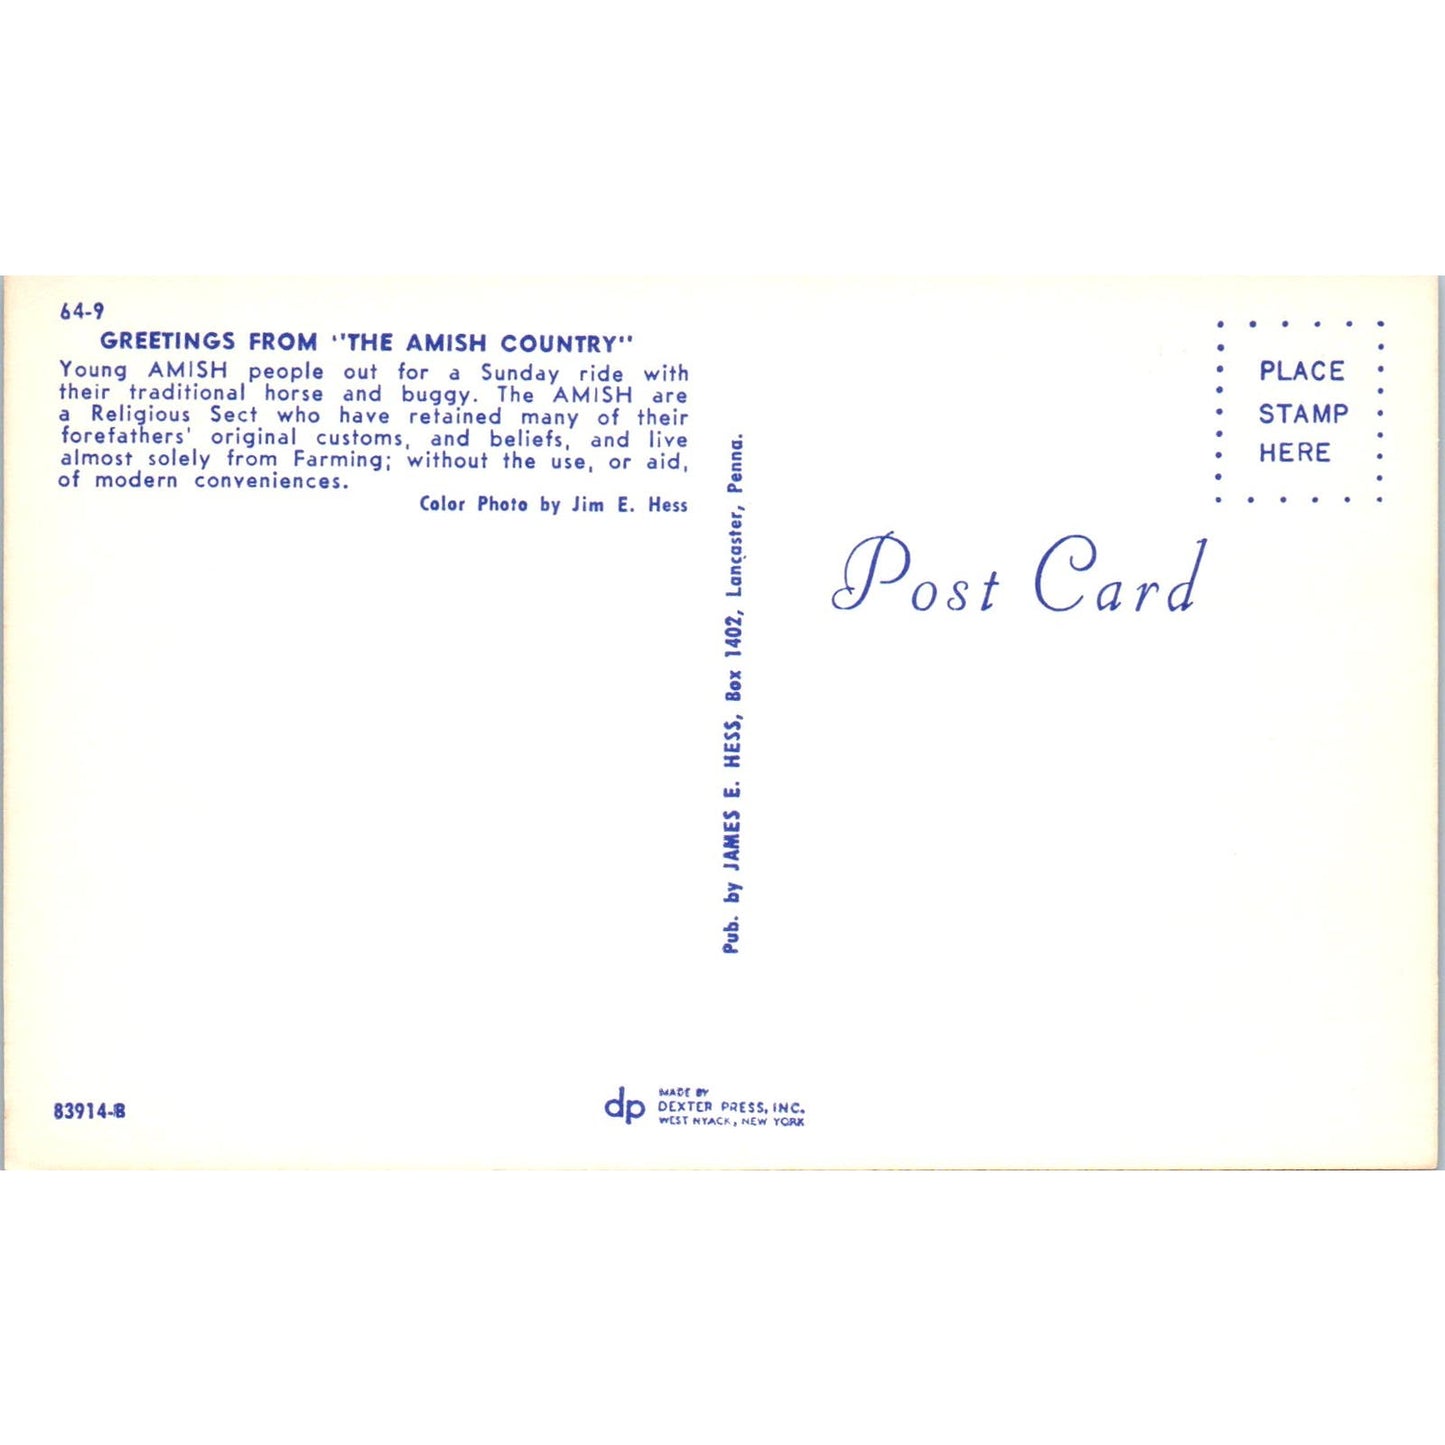 64-9
GREETINGS FROM "THE AMISH COUNTRY"
Young AMISH people out for a Sunday ride with
their traditional horse and buggy. The AMISH are
a Religious Sect who have retained many of their
forefathers' original customs, and beliefs, and live
almost solely from Farming; without the use, or aid,
of modern conveniences.
Color Photo by Jim E. Hess
Pub. by JAMES E. HESS, Box 1402, Lancaster, Penna.
PLACE
STAMP
HERE
Post Card
83914-B
dp
MADE BY
DEXTER PRESS, INC.
WEST NYACK, NEW YORK